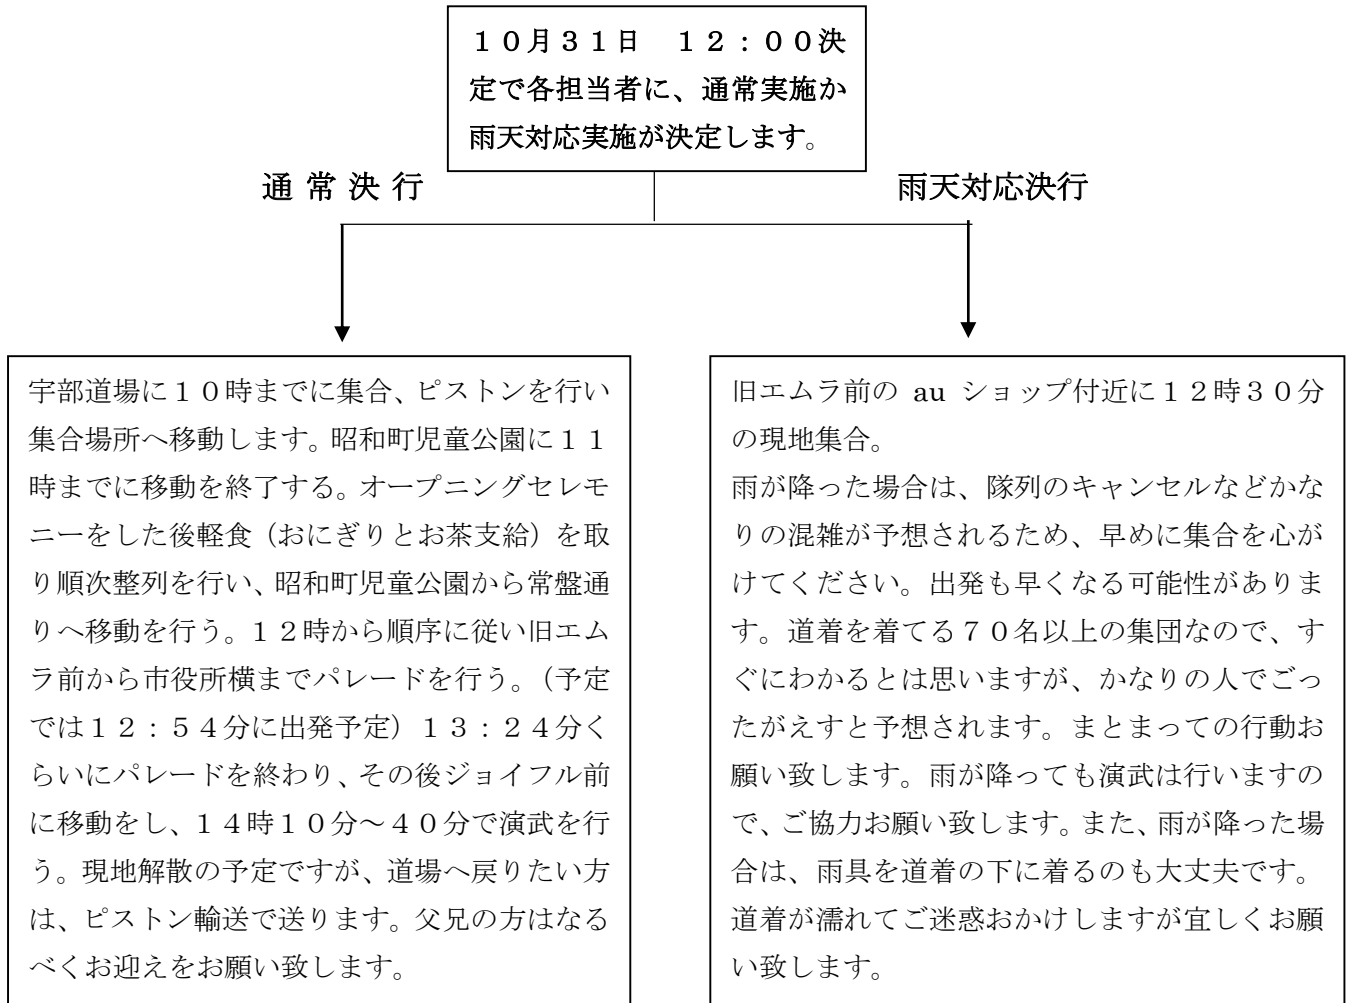 １０月３１日　１２：００決
定で各担当者に、通常実施か
雨天対応実施が決定します。
通 常 決 行
雨天対応決行
宇部道場に１０時までに集合、ピストンを行い
集合場所へ移動します。昭和町児童公園に１１
時までに移動を終了する。オープニングセレモ
ニーをした後軽食（おにぎりとお茶支給）を取
り順次整列を行い、昭和町児童公園から常盤通
りへ移動を行う。１２時から順序に従い旧エム
ラ前から市役所横までパレードを行う。（予定
では１２：５４分に出発予定）１３：２４分く
らいにパレードを終わり、その後ジョイフル前
に移動をし、１４時１０分～４０分で演武を行
う。現地解散の予定ですが、道場へ戻りたい方
は、ピストン輸送で送ります。父兄の方はなる
べくお迎えをお願い致します。
旧エムラ前の au ショップ付近に１２時３０分
の現地集合。
雨が降った場合は、隊列のキャンセルなどかな
りの混雑が予想されるため、早めに集合を心が
けてください。出発も早くなる可能性がありま
す。道着を着てる７０名以上の集団なので、す
ぐにわかるとは思いますが、かなりの人でごっ
たがえすと予想されます。まとまっての行動お
願い致します。雨が降っても演武は行いますの
で、ご協力お願い致します。また、雨が降った場
合は、雨具を道着の下に着るのも大丈夫です。
道着が濡れてご迷惑おかけしますが宜しくお願
い致します。